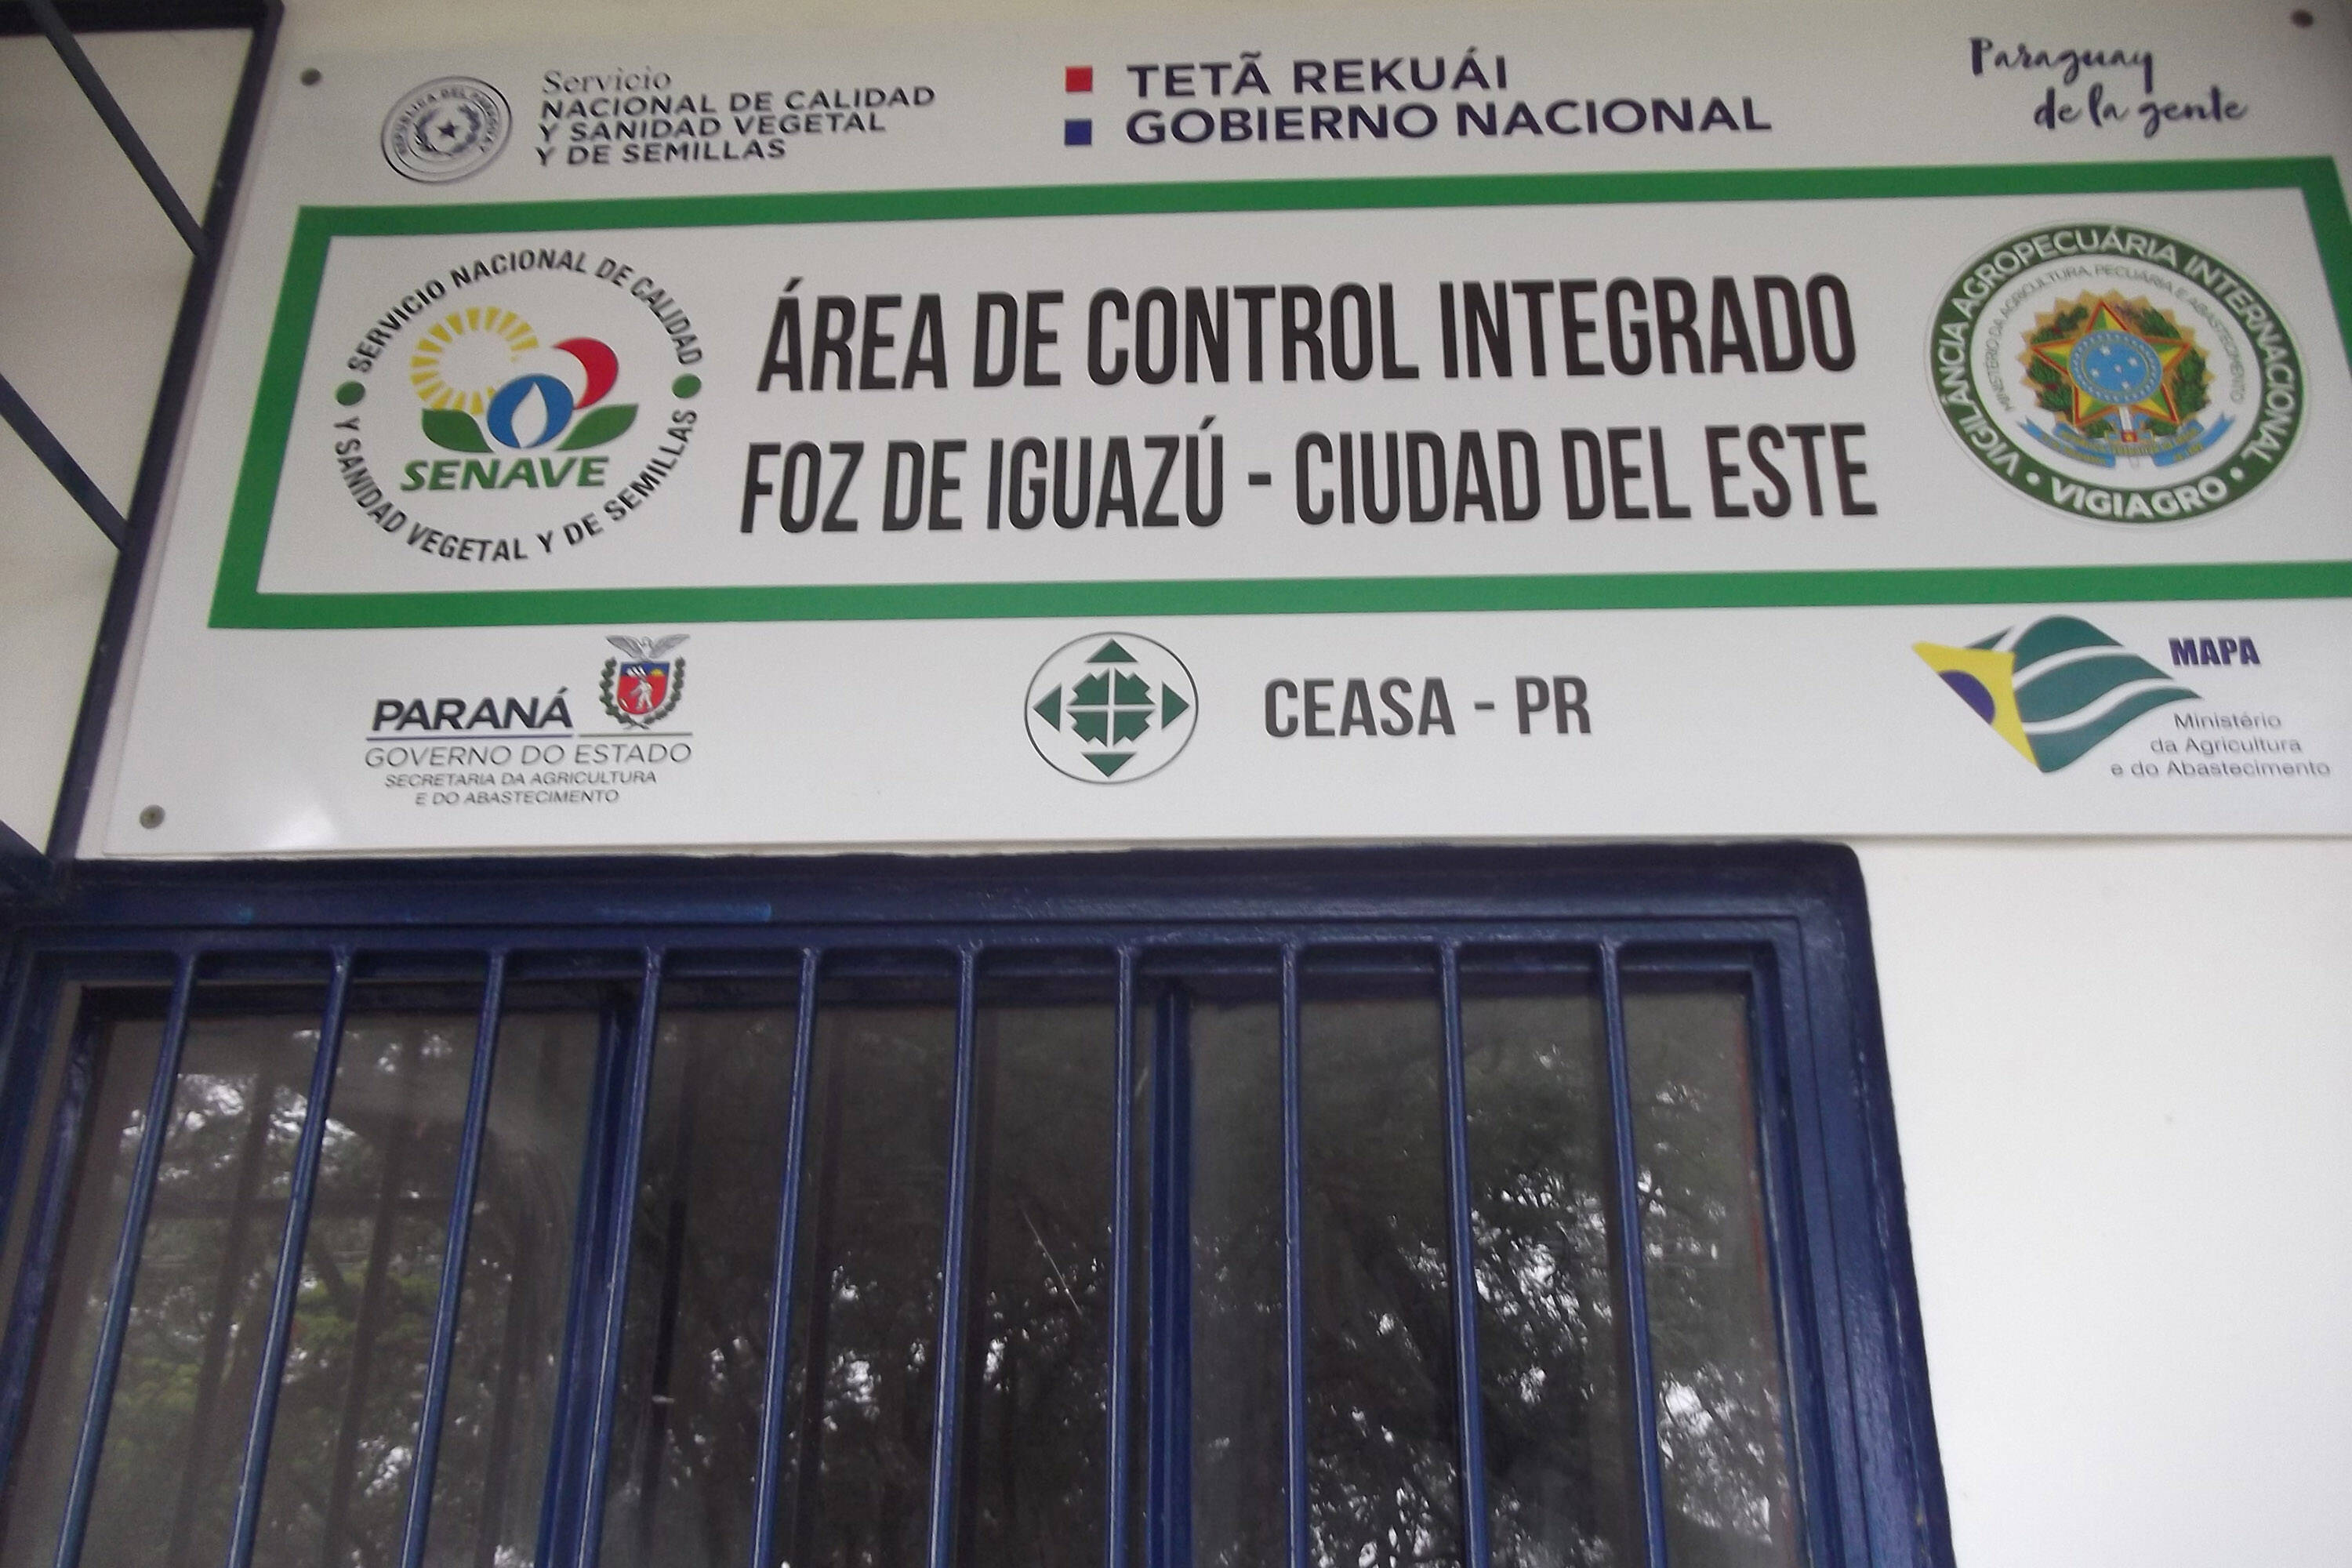 REPÚBLICA DEL PARAGUAY
Servicio
NACIONAL DE CALIDAD
Y SANIDAD VEGETAL
Y DE SEMILLAS
TETÃ REKUÁI
GOBIERNO NACIONAL
Paraguay
de la gente
SERVICIO NACIONAL DE CALIDAD
Y SANIDAD VEGETAL Y DE SEMILLAS
SENAVE
ÁREA DE CONTROL INTEGRADO
FOZ DE IGUAZÚ - CIUDAD DEL ESTE
VIGILÂNCIA AGROPECUÁRIA INTERNACIONAL
MINISTÉRIO DA AGRICULTURA, PECUÁRIA E ABASTECIMENTO
• VIGIAGRO •
PARANÁ
GOVERNO DO ESTADO
SECRETARIA DA AGRICULTURA
E DO ABASTECIMENTO
CEASA - PR
MAPA
Ministério
da Agricultura
e do Abastecimento